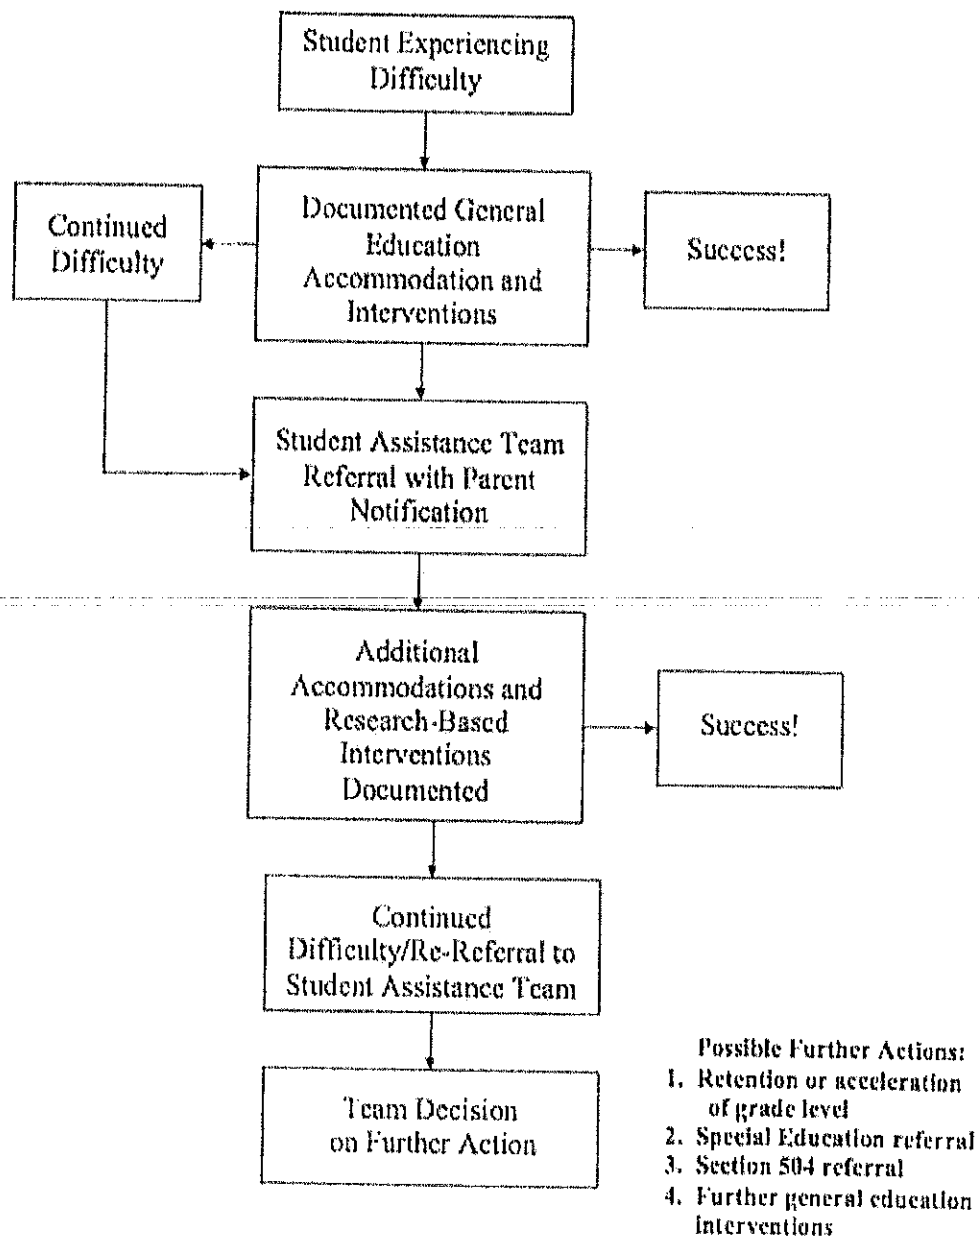 Student Experiencing
Difficulty
Continued
Difficulty
Documented General
Education
Accommodation and
Interventions
Success!
Student Assistance Team
Referral with Parent
Notification
Additional
Accommodations and
Research-Based
Interventions
Documented
Success!
Continued
Difficulty/Re-Referral to
Student Assistance Team
Team Decision
on Further Action
Possible Further Actions:
1. Retention or acceleration
of grade level
2. Special Education referral
3. Section 504 referral
4. Further general education
interventions